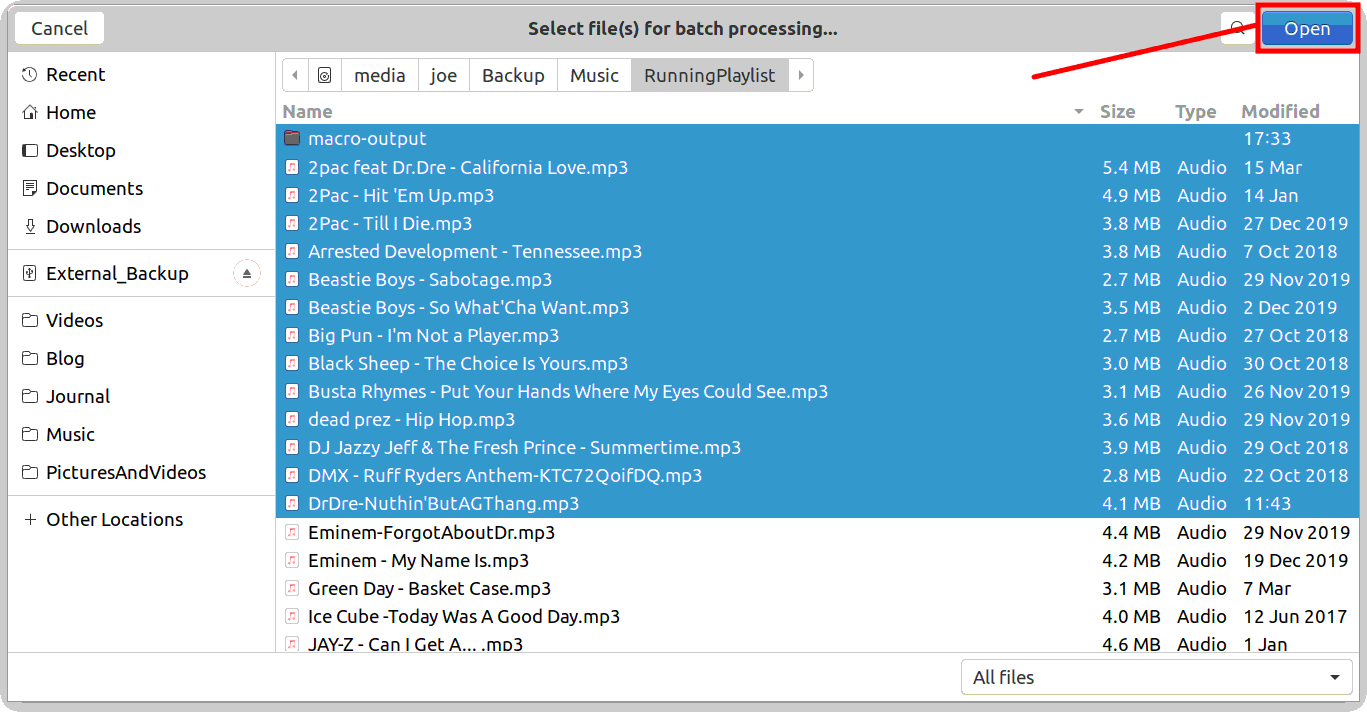 Cancel Select file(s) for batch processing... Open
Recent
Home
Desktop
Documents
Downloads
External_Backup
Videos
Blog
Journal
Music
PicturesAndVideos
Other Locations
media joe Backup Music RunningPlaylist
Name Size Type Modified
macro-output 17:33
2pac feat Dr.Dre - California Love.mp3 5.4 MB Audio 15 Mar
2Pac - Hit 'Em Up.mp3 4.9 MB Audio 14 Jan
2Pac - Till I Die.mp3 3.8 MB Audio 27 Dec 2019
Arrested Development - Tennessee.mp3 3.8 MB Audio 7 Oct 2018
Beastie Boys - Sabotage.mp3 2.7 MB Audio 29 Nov 2019
Beastie Boys - So What'Cha Want.mp3 3.5 MB Audio 2 Dec 2019
Big Pun - I'm Not a Player.mp3 2.7 MB Audio 27 Oct 2018
Black Sheep - The Choice Is Yours.mp3 3.0 MB Audio 30 Oct 2018
Busta Rhymes - Put Your Hands Where My Eyes Could See.mp3 3.1 MB Audio 26 Nov 2019
dead prez - Hip Hop.mp3 3.6 MB Audio 29 Nov 2019
DJ Jazzy Jeff & The Fresh Prince - Summertime.mp3 3.9 MB Audio 29 Oct 2018
DMX - Ruff Ryders Anthem-KTC72QoifDQ.mp3 2.8 MB Audio 22 Oct 2018
DrDre-Nuthin'ButAGThang.mp3 4.1 MB Audio 11:43
Eminem-ForgotAboutDr.mp3 4.4 MB Audio 29 Nov 2019
Eminem - My Name Is.mp3 4.2 MB Audio 19 Dec 2019
Green Day - Basket Case.mp3 3.1 MB Audio 7 Mar
Ice Cube -Today Was A Good Day.mp3 4.0 MB Audio 12 Jun 2017
JAY-Z - Can I Get A... .mp3 4.6 MB Audio 1 Jan
All files